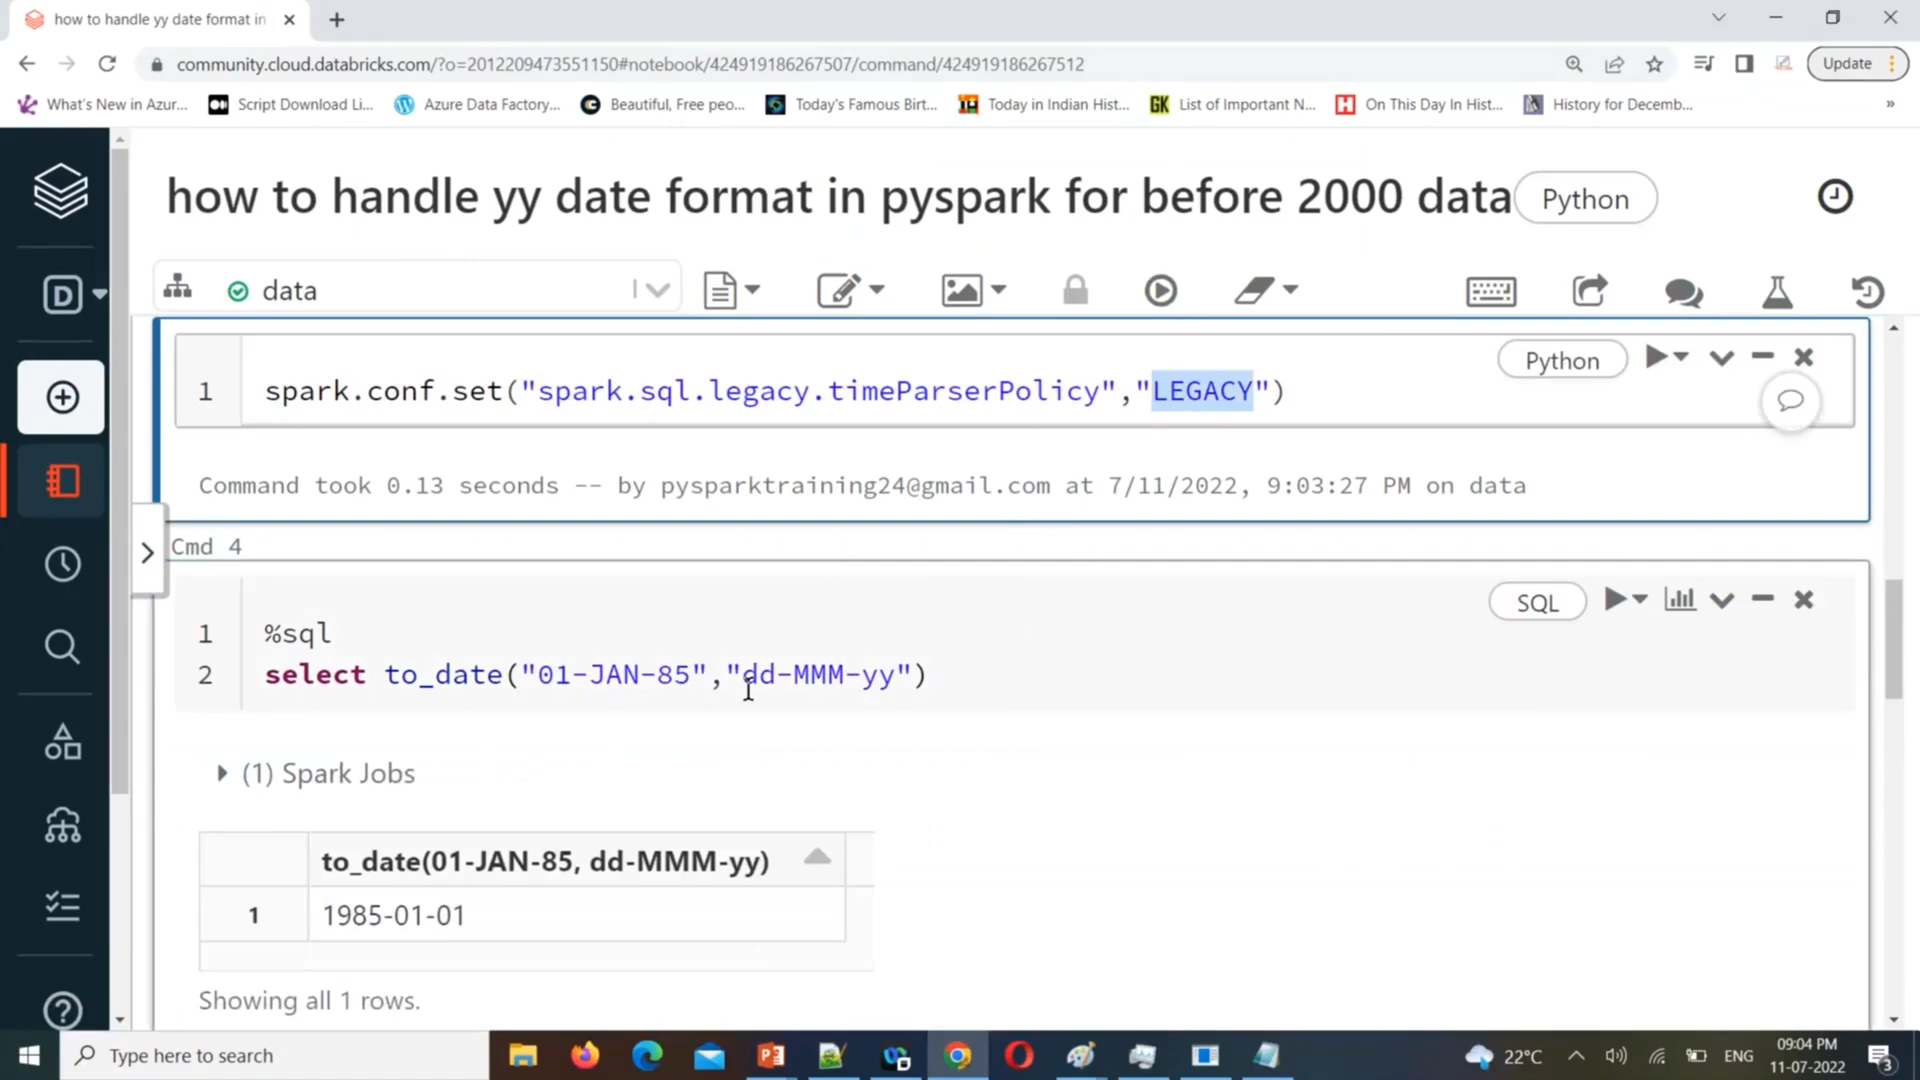 how to handle yy date format in
community.cloud.databricks.com/?o=2012209473551150#notebook/424919186267507/command/424919186267512
Update
What's New in Azur...
Script Download Li...
Azure Data Factory...
Beautiful, Free peo...
Today's Famous Birt...
Today in Indian Hist...
GK
List of Important N...
H
On This Day In Hist...
History for Decemb...
»
how to handle yy date format in pyspark for before 2000 data
Python
D
data
Python
1 spark.conf.set("spark.sql.legacy.timeParserPolicy","LEGACY")
Command took 0.13 seconds -- by pysparktraining24@gmail.com at 7/11/2022, 9:03:27 PM on data
Cmd 4
SQL
1 %sql
2 select to_date("01-JAN-85","dd-MMM-yy")
(1) Spark Jobs
to_date(01-JAN-85, dd-MMM-yy)
1 1985-01-01
Showing all 1 rows.
Type here to search
22°C
ENG
09:04 PM
11-07-2022
3